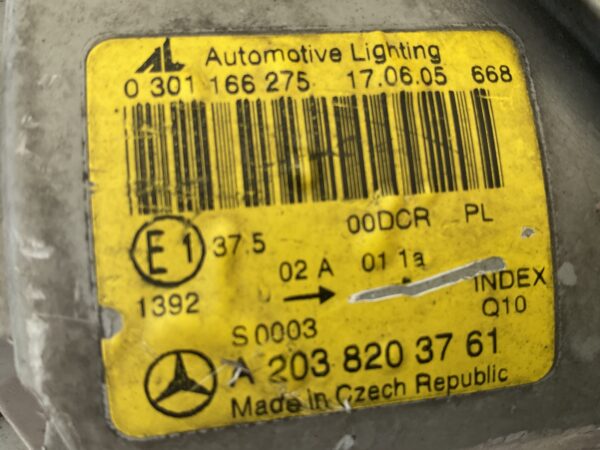 AL Automotive Lighting
0 301 166 275 17.06.05 668
00DCR PL
E1 37.5
02 A 01 1a
1392 → INDEX
Q10
S 0003
A 203 820 37 61
Made in Czech Republic